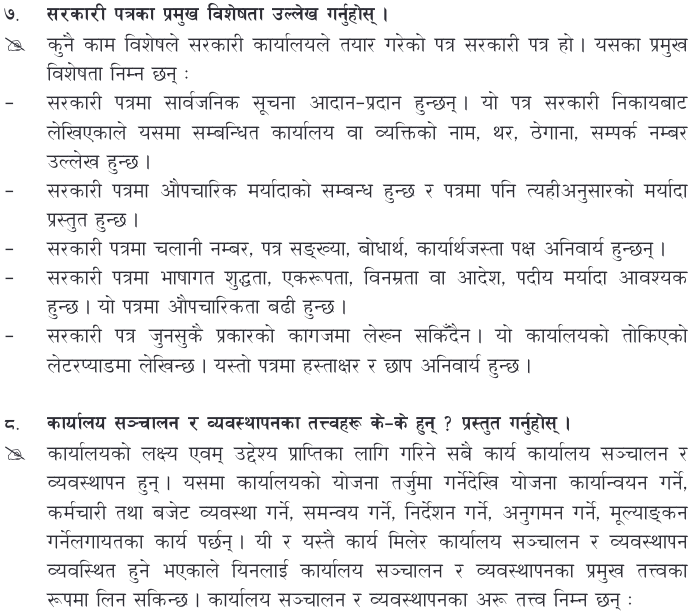 ७. सरकारी पत्रका प्रमुख विशेषता उल्लेख गर्नुहोस् ।
कुनै काम विशेषले सरकारी कार्यालयले तयार गरेको पत्र सरकारी पत्र हो । यसका प्रमुख
विशेषता निम्न छन् :
- सरकारी पत्रमा सार्वजनिक सूचना आदान-प्रदान हुन्छन् । यो पत्र सरकारी निकायबाट
लेखिएकाले यसमा सम्बन्धित कार्यालय वा व्यक्तिको नाम, थर, ठेगाना, सम्पर्क नम्बर
उल्लेख हुन्छ ।
- सरकारी पत्रमा औपचारिक मर्यादाको सम्बन्ध हुन्छ र पत्रमा पनि त्यहीअनुसारको मर्यादा
प्रस्तुत हुन्छ ।
- सरकारी पत्रमा चलानी नम्बर, पत्र सङ्ख्या, बोधार्थ, कार्यार्थजस्ता पक्ष अनिवार्य हुन्छन् ।
- सरकारी पत्रमा भाषागत शुद्धता, एकरूपता, विनम्रता वा आदेश, पदीय मर्यादा आवश्यक
हुन्छ । यो पत्रमा औपचारिकता बढी हुन्छ ।
- सरकारी पत्र जुनसुकै प्रकारको कागजमा लेख्न सकिँदैन । यो कार्यालयको तोकिएको
लेटरप्याडमा लेखिन्छ । यस्तो पत्रमा हस्ताक्षर र छाप अनिवार्य हुन्छ ।
८. कार्यालय सञ्चालन र व्यवस्थापनका तत्त्वहरू के-के हुन् ? प्रस्तुत गर्नुहोस् ।
कार्यालयको लक्ष्य एवम् उद्देश्य प्राप्तिका लागि गरिने सबै कार्य कार्यालय सञ्चालन र
व्यवस्थापन हुन् । यसमा कार्यालयको योजना तर्जुमा गर्नेदेखि योजना कार्यान्वयन गर्ने,
कर्मचारी तथा बजेट व्यवस्था गर्ने, समन्वय गर्ने, निर्देशन गर्ने, अनुगमन गर्ने, मूल्याङ्कन
गर्नेलगायतका कार्य पर्छन् । यी र यस्तै कार्य मिलेर कार्यालय सञ्चालन र व्यवस्थापन
व्यवस्थित हुने भएकाले यिनलाई कार्यालय सञ्चालन र व्यवस्थापनका प्रमुख तत्त्वका
रूपमा लिन सकिन्छ । कार्यालय सञ्चालन र व्यवस्थापनका अरू तत्त्व निम्न छन् :